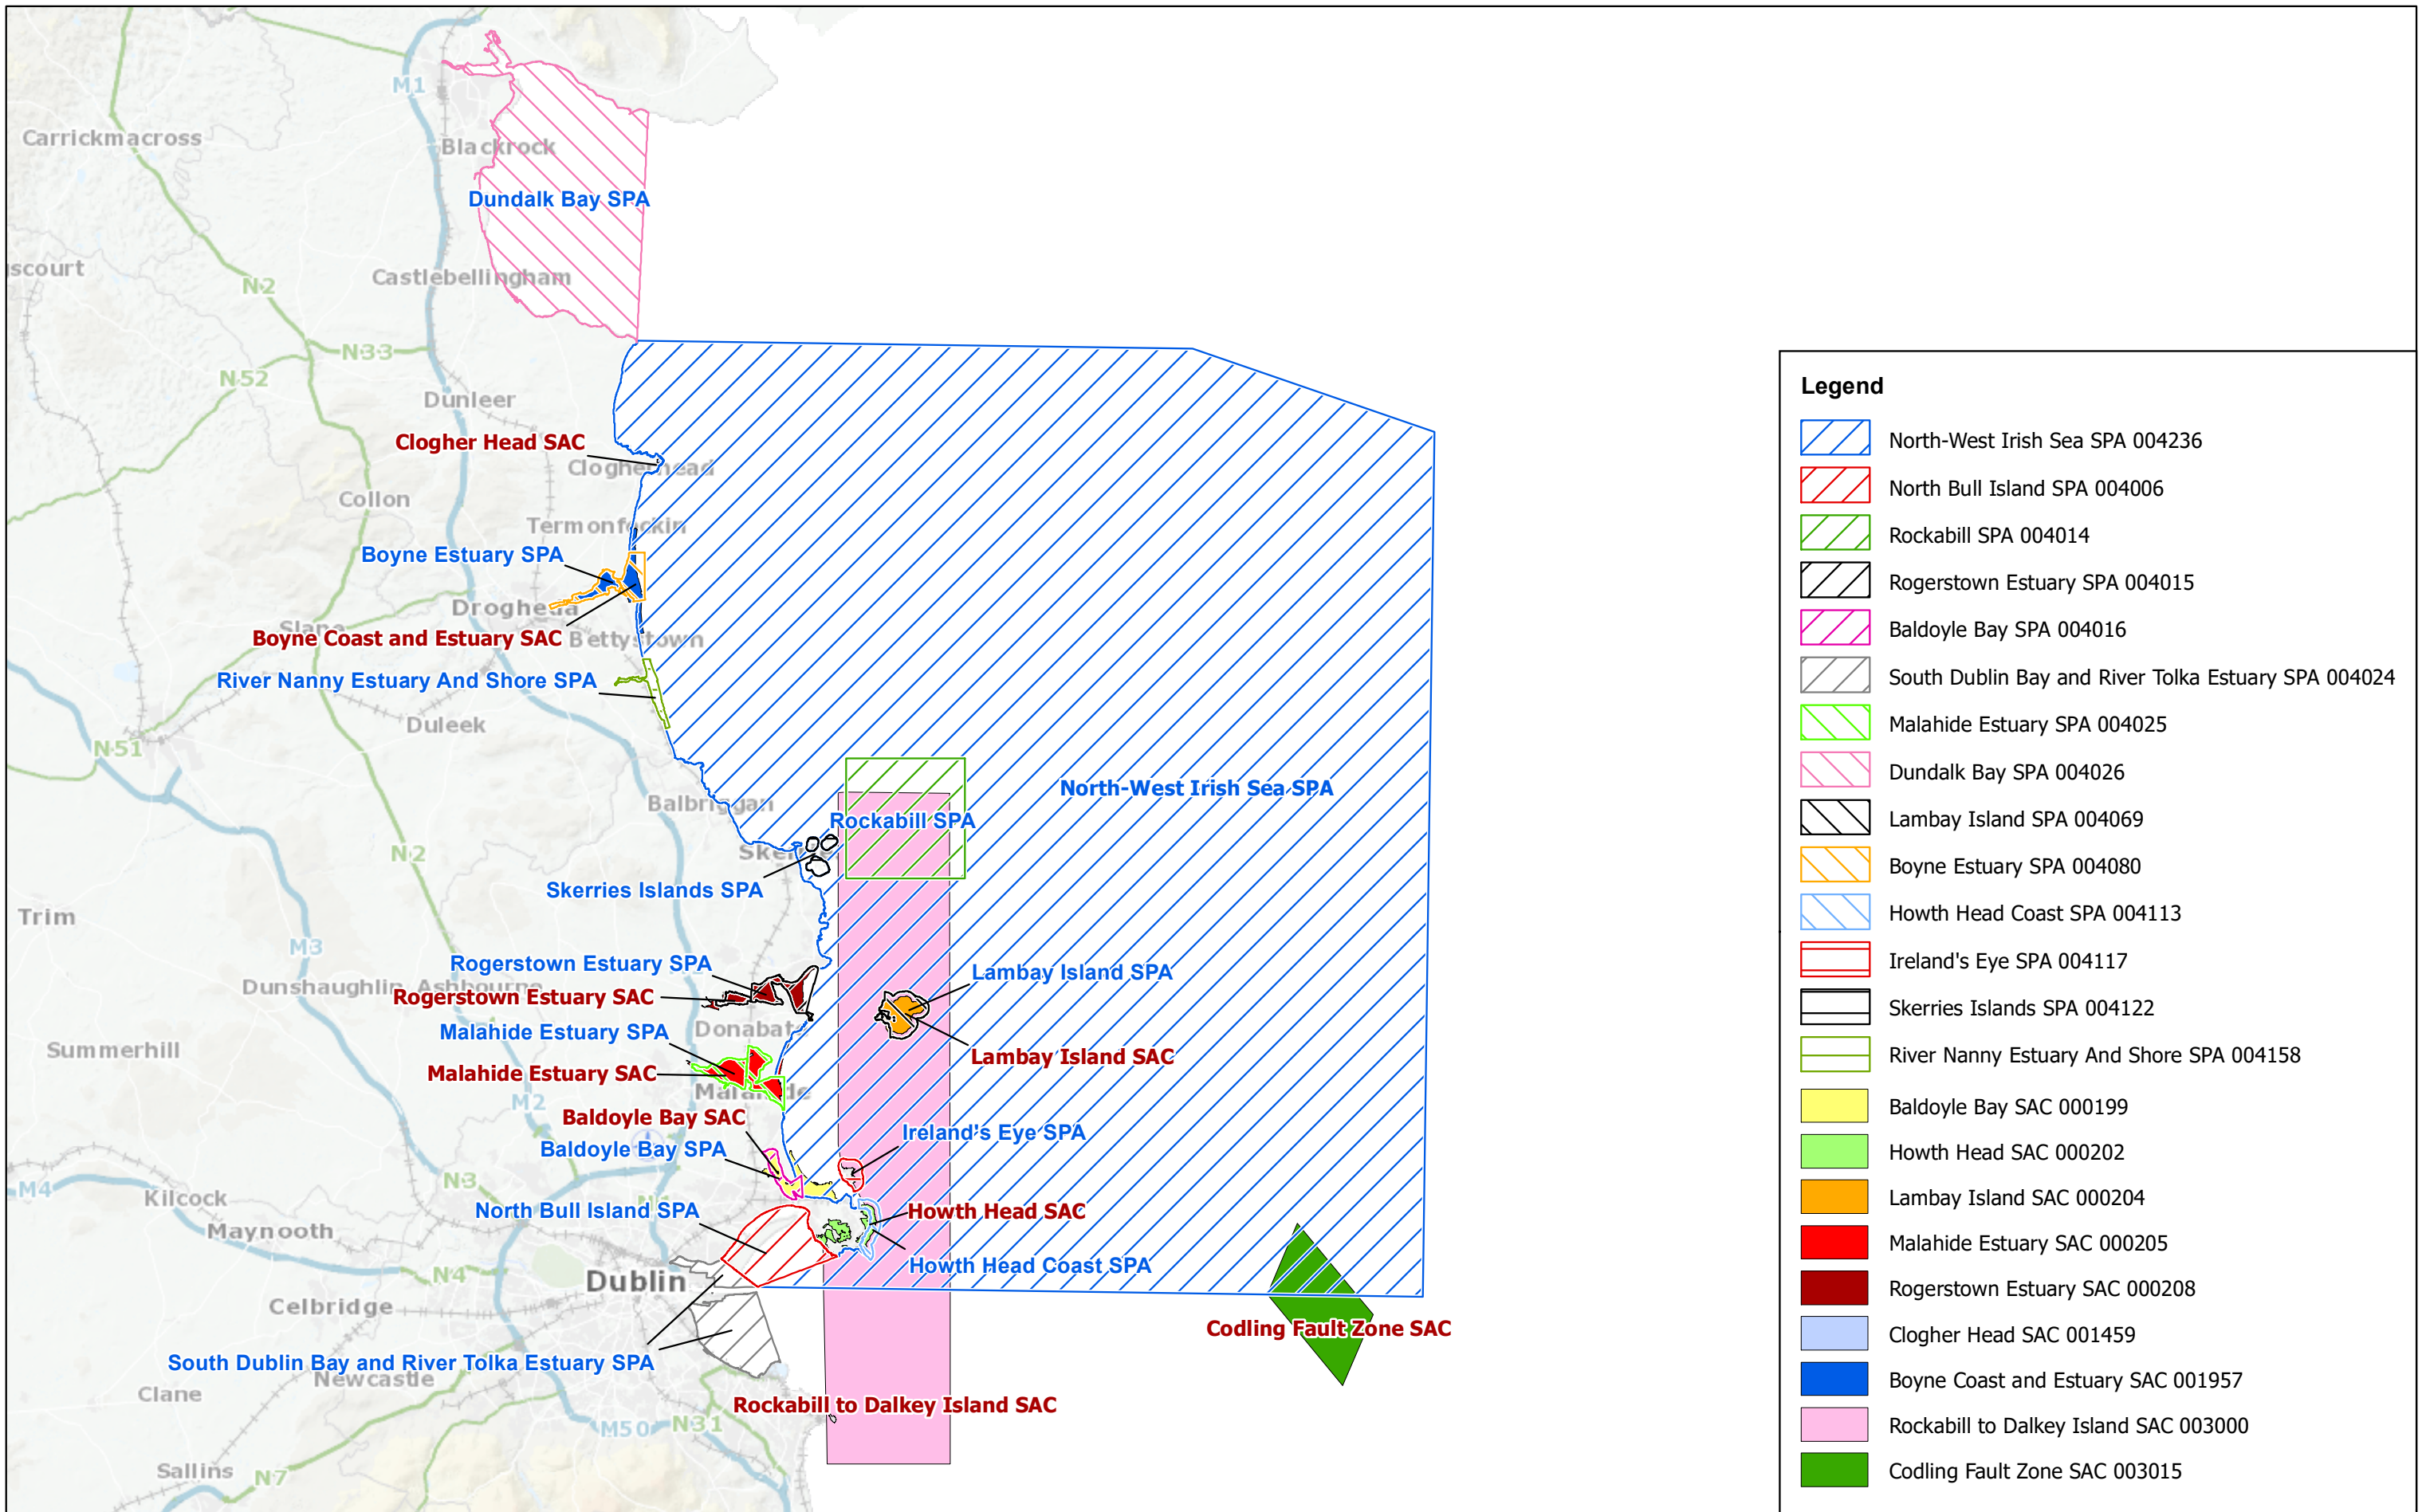 M1
Carrickmacross
Blackrock
Dundalk Bay SPA
scourt
Castlebellingham
N2
N33
N52
Dunleer
Clogher Head SAC
Clogherhead
Collon
Termonfeckin
Boyne Estuary SPA
Drogheda
Slane
Boyne Coast and Estuary SAC
Bettystown
River Nanny Estuary And Shore SPA
Duleek
N51
North-West Irish Sea SPA
Balbriggan
Rockabill SPA
N2
Skerries Islands SPA
Trim
M3
Rogerstown Estuary SPA
Lambay Island SPA
Dunshaughlin
Ashbourne
Rogerstown Estuary SAC
Malahide Estuary SPA
Donabate
Summerhill
Lambay Island SAC
Malahide Estuary SAC
Malahide
M2
Baldoyle Bay SAC
Ireland's Eye SPA
Baldoyle Bay SPA
N3
M4
Kilcock
N1
North Bull Island SPA
Howth Head SAC
Maynooth
Howth Head Coast SPA
N4
Dublin
Celbridge
Codling Fault Zone SAC
South Dublin Bay and River Tolka Estuary SPA
Newcastle
Clane
Rockabill to Dalkey Island SAC
M50
N31
Sallins
N7
Legend
North-West Irish Sea SPA 004236
North Bull Island SPA 004006
Rockabill SPA 004014
Rogerstown Estuary SPA 004015
Baldoyle Bay SPA 004016
South Dublin Bay and River Tolka Estuary SPA 004024
Malahide Estuary SPA 004025
Dundalk Bay SPA 004026
Lambay Island SPA 004069
Boyne Estuary SPA 004080
Howth Head Coast SPA 004113
Ireland's Eye SPA 004117
Skerries Islands SPA 004122
River Nanny Estuary And Shore SPA 004158
Baldoyle Bay SAC 000199
Howth Head SAC 000202
Lambay Island SAC 000204
Malahide Estuary SAC 000205
Rogerstown Estuary SAC 000208
Clogher Head SAC 001459
Boyne Coast and Estuary SAC 001957
Rockabill to Dalkey Island SAC 003000
Codling Fault Zone SAC 003015